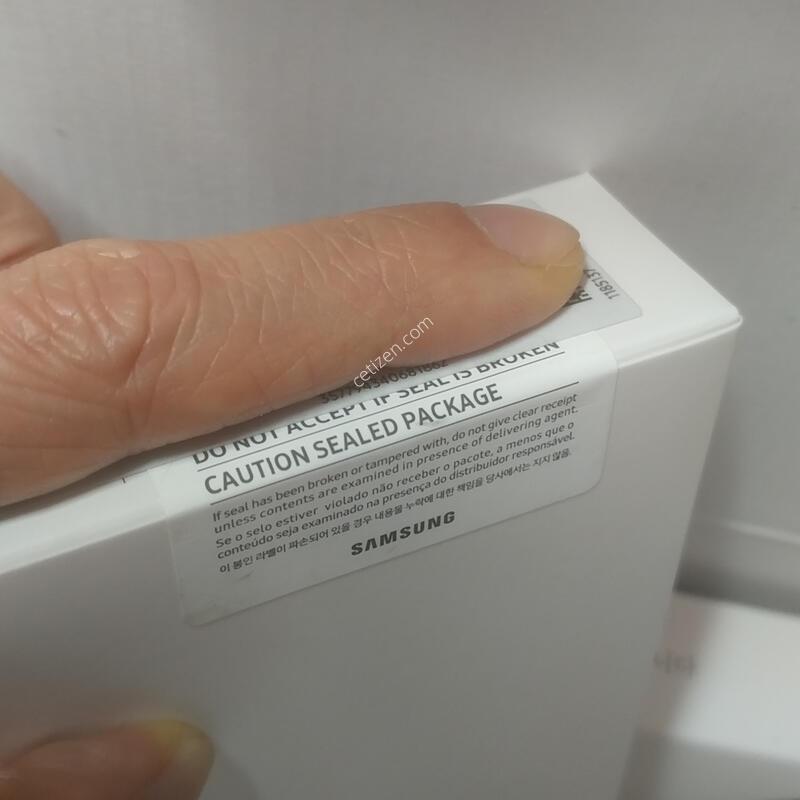 1185137
cetizen.com
DO NOT ACCEPT IF SEAL IS BROKEN
CAUTION SEALED PACKAGE
If seal has been broken or tampered with, do not give clear receipt
unless contents are examined in presence of delivering agent.
Se o selo estiver violado não receber o pacote, a menos que o
conteúdo seja examinado na presença do distribuidor responsável.
이 봉인 라벨이 파손되어 있을 경우 내용물 누락에 대한 책임을 당사에서는 지지 않음.
SAMSUNG